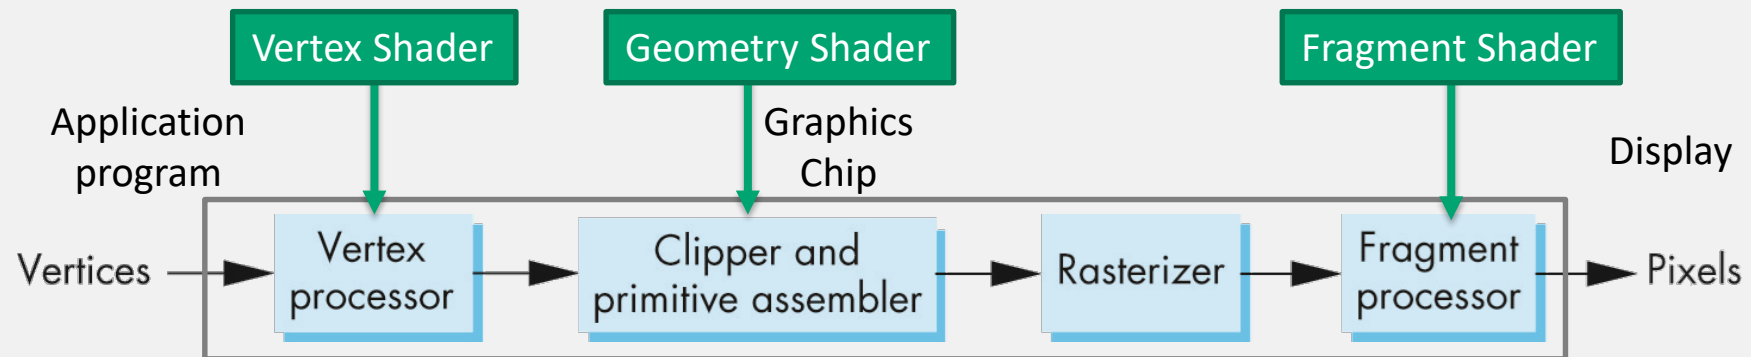 Vertex Shader
Geometry Shader
Fragment Shader
Application
program
Graphics
Chip
Display
Vertices
Vertex
processor
Clipper and
primitive assembler
Rasterizer
Fragment
processor
Pixels